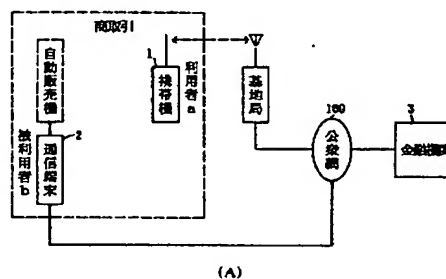 商取引
自動販売機
被利用者b
通信端末
2
1
携帯機
利用者a
基地局
100
公衆網
3
金融機関
(A)